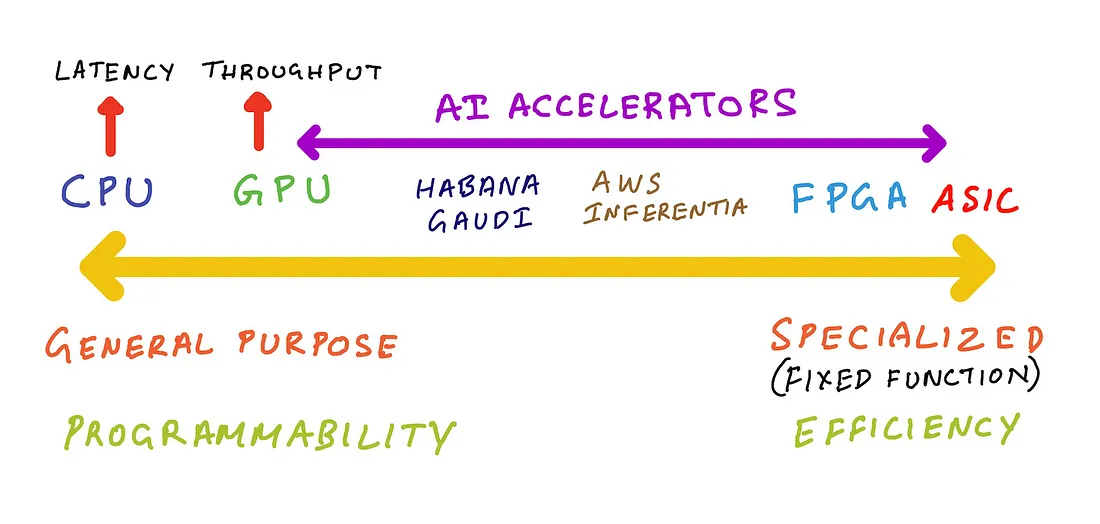 LATENCY THROUGHPUT
AI ACCELERATORS
CPU GPU HABANA GAUDI AWS INFERENTIA FPGA ASIC
GENERAL PURPOSE
SPECIALIZED
(FIXED FUNCTION)
PROGRAMMABILITY
EFFICIENCY